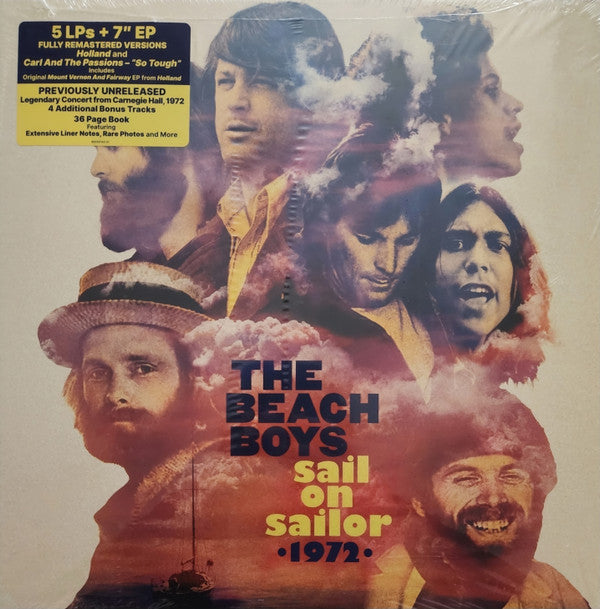 5 LPs + 7" EP
FULLY REMASTERED VERSIONS
Holland and
Carl And The Passions – "So Tough"
Includes
Original Mount Vernon And Fairway EP from Holland
PREVIOUSLY UNRELEASED
Legendary Concert from Carnegie Hall, 1972
4 Additional Bonus Tracks
36 Page Book
Featuring
Extensive Liner Notes, Rare Photos and More
THE
BEACH
BOYS
sail
on
sailor
•1972•